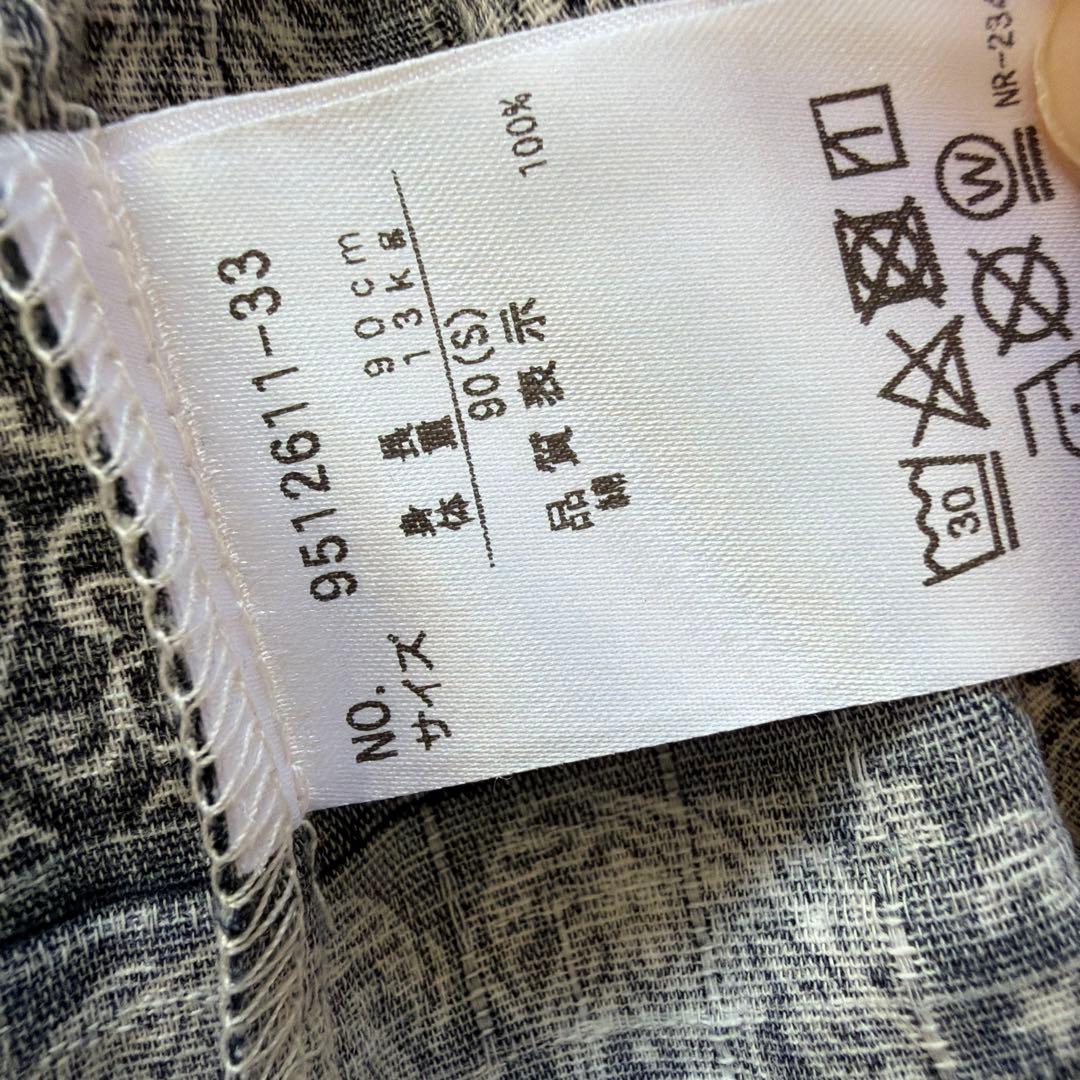 NO. 951261１-33
サイズ
身長 90cm
体重 13Kg
90(S)
品質表示
綿 100%
30
W
NR-234